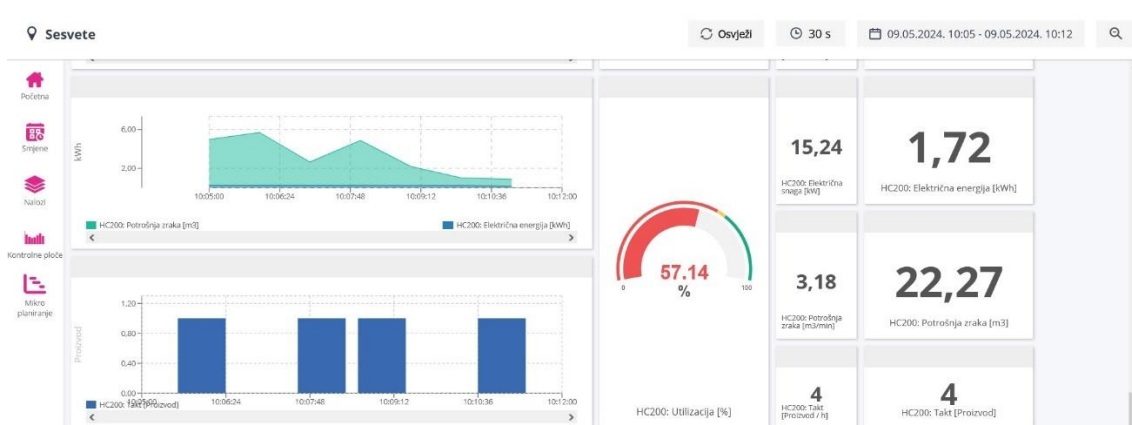 Sesvete
Osvježi
30 s
09.05.2024. 10:05 - 09.05.2024. 10:12
Početna
Smjene
Nalozi
Kontrolne ploče
Mikro
planiranje
kWh
6,00
2,00
10:05:00 10:06:24 10:07:48 10:09:12 10:10:36 10:12:00
HC200: Potrošnja zraka [m3] HC200: Električna energija [kWh]
Proizvod
1,20
0,80
0,40
0,00
10:05:00 10:06:24 10:07:48 10:09:12 10:10:36 10:12:00
HC200: Takt [Proizvod]
57.14
%
0 100
HC200: Utilizacija [%]
15,24
HC200: Električna
snaga [kW]
1,72
HC200: Električna energija [kWh]
3,18
HC200: Potrošnja
zraka [m3/min]
22,27
HC200: Potrošnja zraka [m3]
4
HC200: Takt
[Proizvod / h]
4
HC200: Takt [Proizvod]